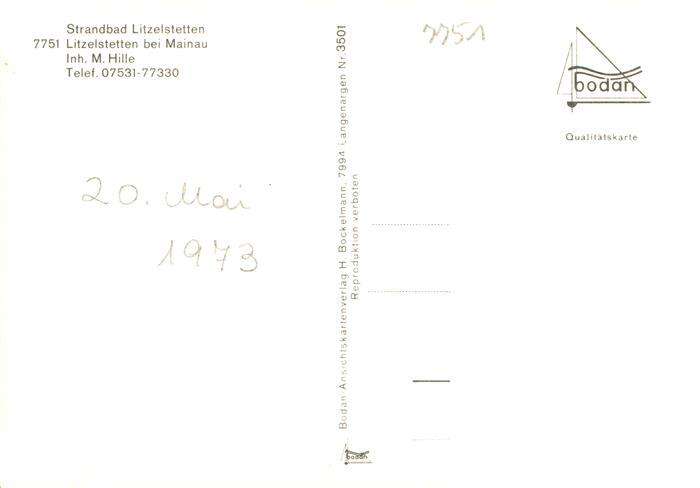 Strandbad Litzelstetten
7751 Litzelstetten bei Mainau
Inh. M. Hille
Telef. 07531-77330
20. Mai
1973
Bodan-Ansichtskartenverlag H. Bockelmann, 7994 Langenargen Nr. 3501
Reproduktion verboten
bodan
7751
bodan
Qualitätskarte